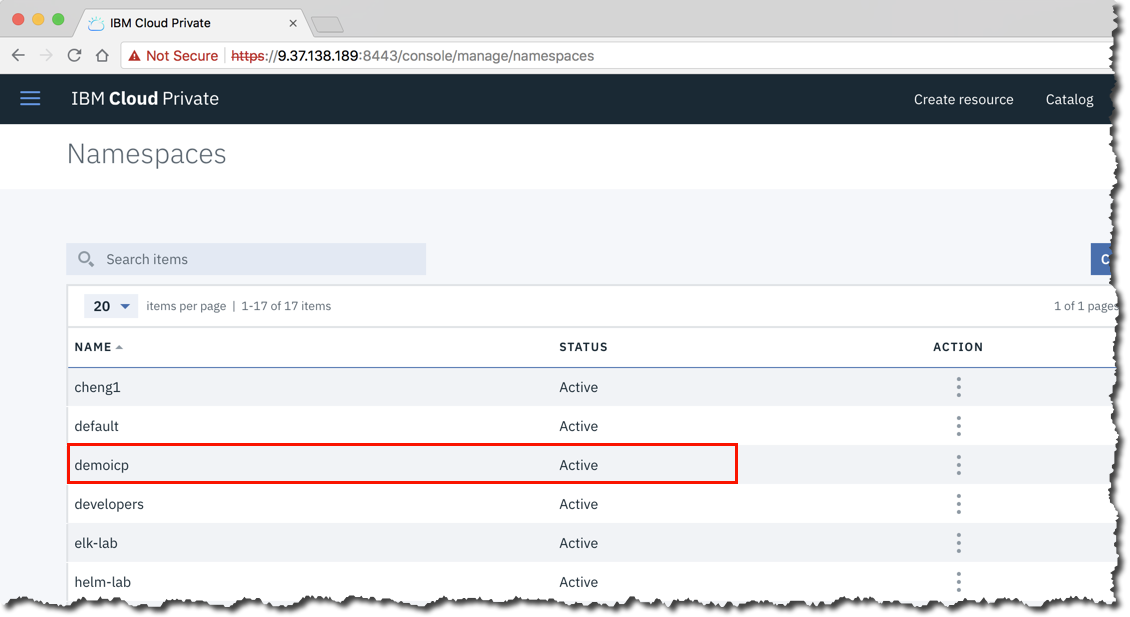 IBM Cloud Private
Not Secure https://9.37.138.189:8443/console/manage/namespaces
IBM Cloud Private Create resource Catalog
Namespaces
Search items
20 items per page | 1-17 of 17 items 1 of 1 pages
NAME STATUS ACTION
cheng1 Active
default Active
demoicp Active
developers Active
elk-lab Active
helm-lab Active